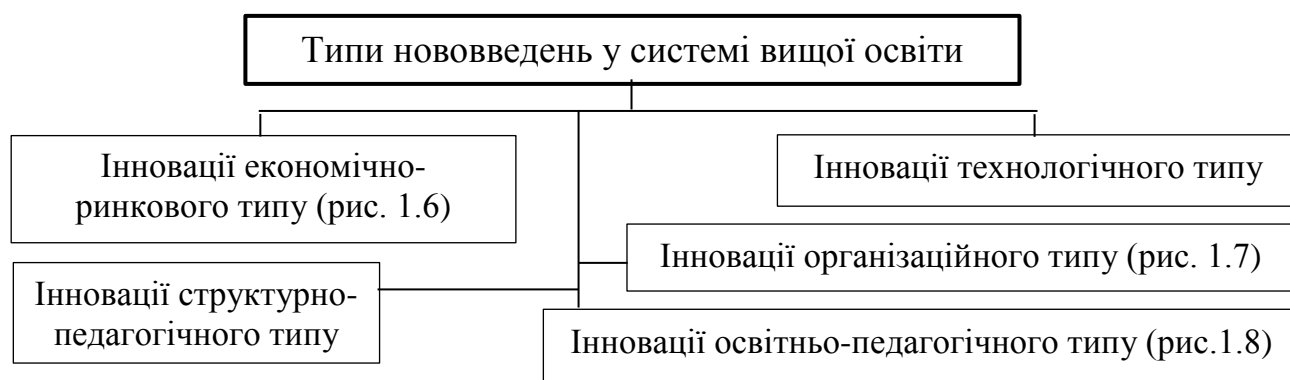 Типи нововведень у системі вищої освіти
Інновації економічно-
ринкового типу (рис. 1.6)
Інновації технологічного типу
Інновації організаційного типу (рис. 1.7)
Інновації структурно-
педагогічного типу
Інновації освітньо-педагогічного типу (рис.1.8)